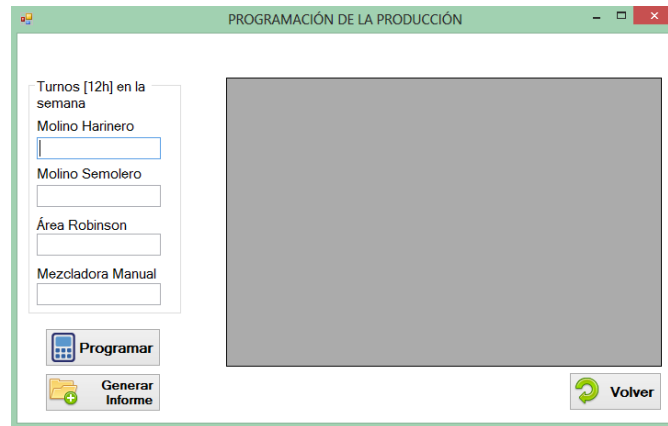 PROGRAMACIÓN DE LA PRODUCCIÓN
Turnos [12h] en la
semana
Molino Harinero
Molino Semolero
Área Robinson
Mezcladora Manual
Programar
Generar
Informe
Volver